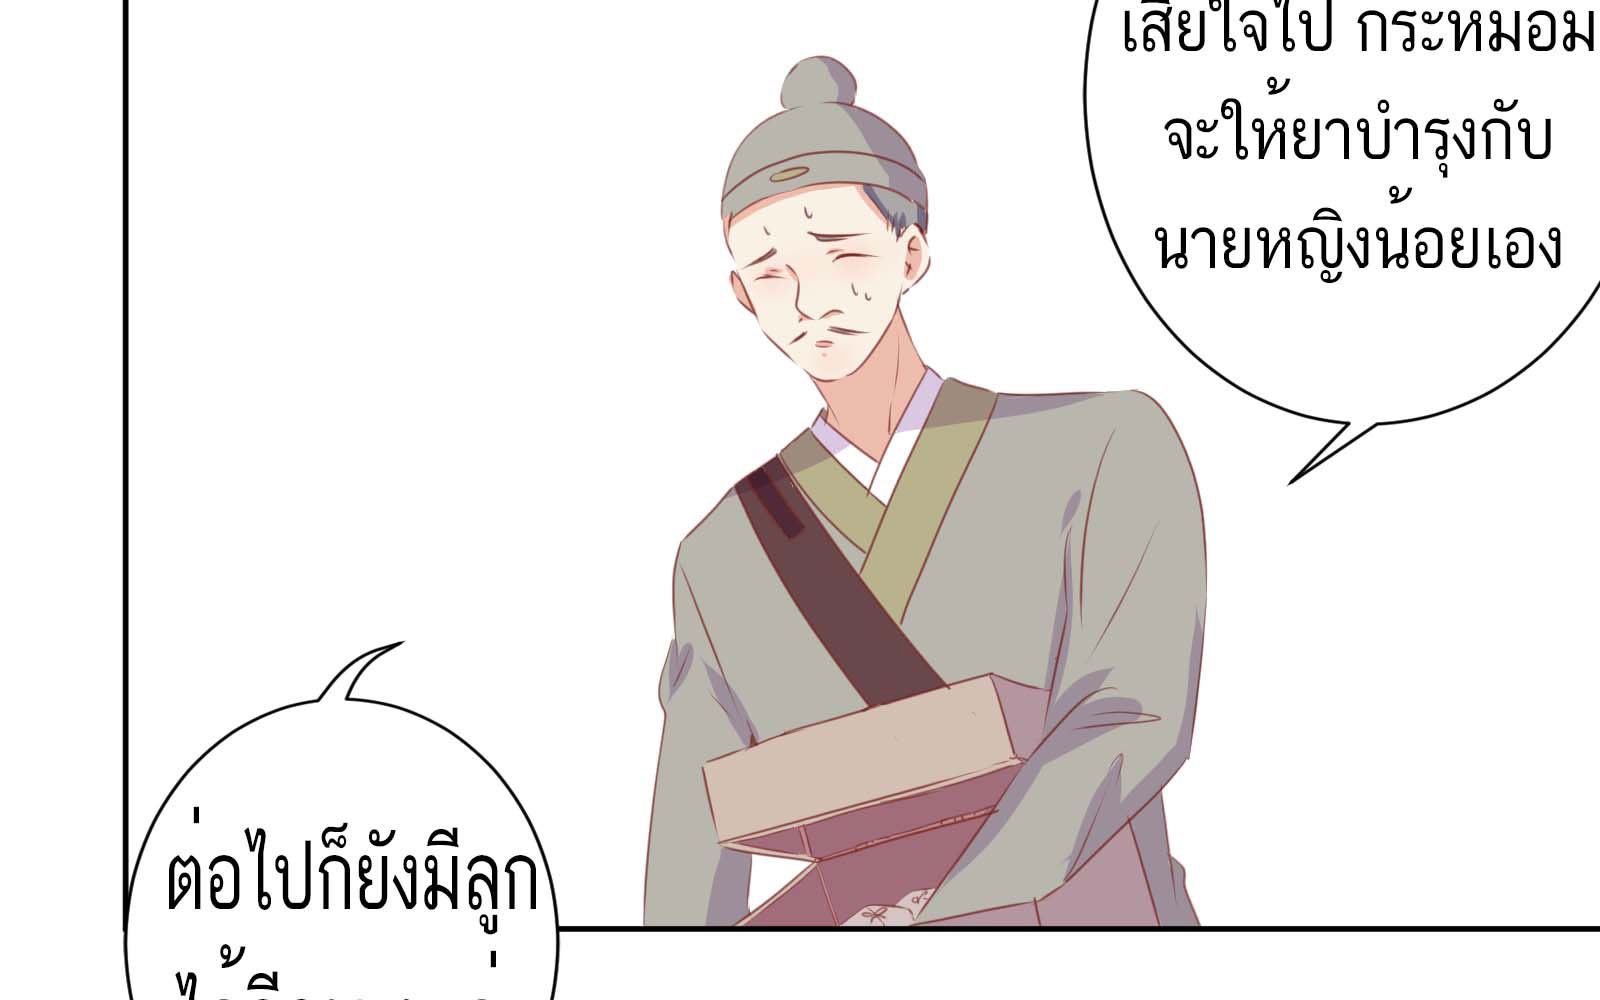 เสียใจไป กระหมอม
จะให้ยาบำรุงกับ
นายหญิงน้อยเอง
ต่อไปก็ยังมีลูก